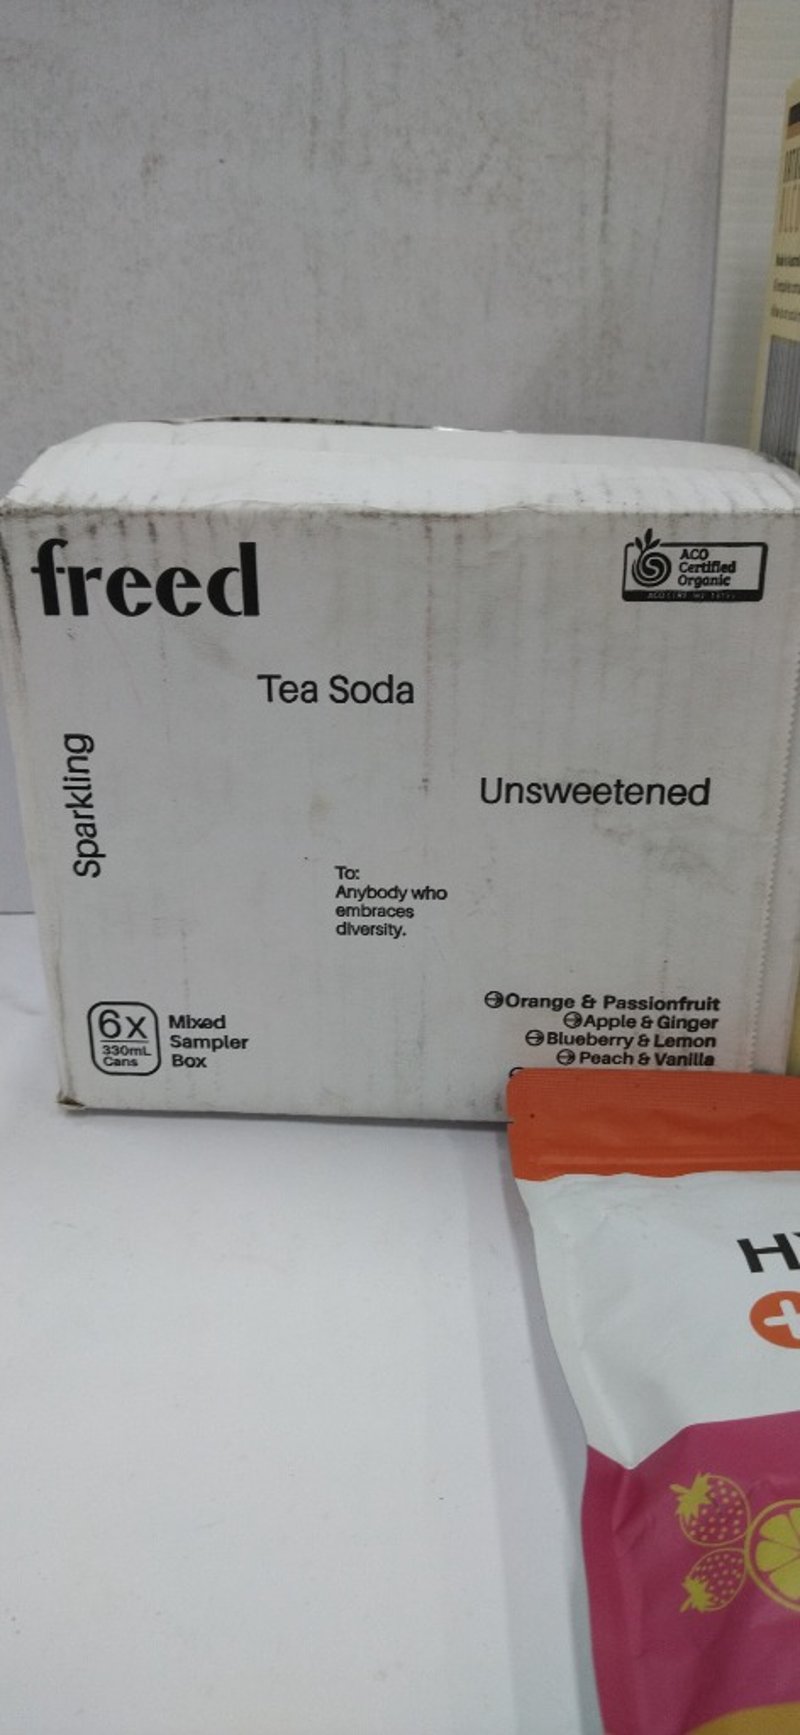 freed
ACO
Certified
Organic
Tea Soda
Sparkling
Unsweetened
To:
Anybody who
embraces
diversity.
6x
330mL
Cans
Mixed
Sampler
Box
Orange & Passionfruit
Apple & Ginger
Blueberry & Lemon
Peach & Vanilla